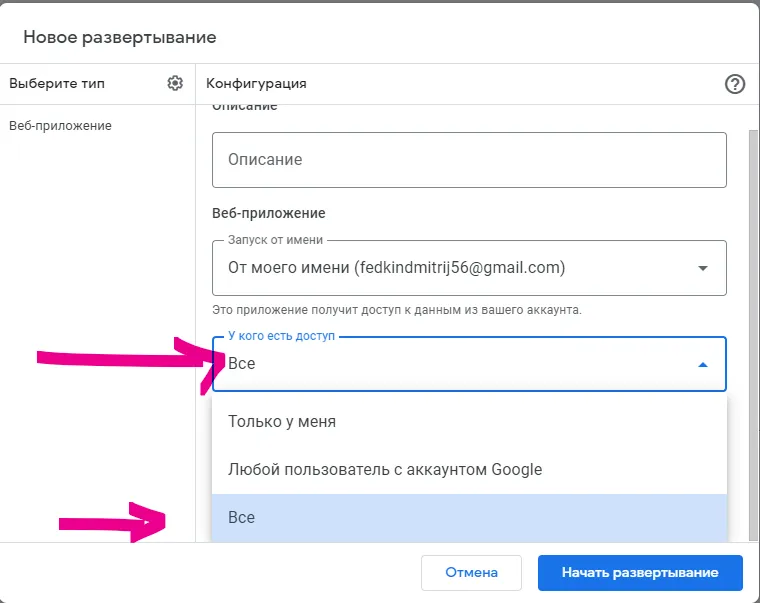 Новое развертывание
Выберите тип
Конфигурация
Веб-приложение
Описание
Описание
Веб-приложение
Запуск от имени
От моего имени (fedkindmitrij56@gmail.com)
Это приложение получит доступ к данным из вашего аккаунта.
У кого есть доступ
Все
Только у меня
Любой пользователь с аккаунтом Google
Все
Отмена
Начать развертывание